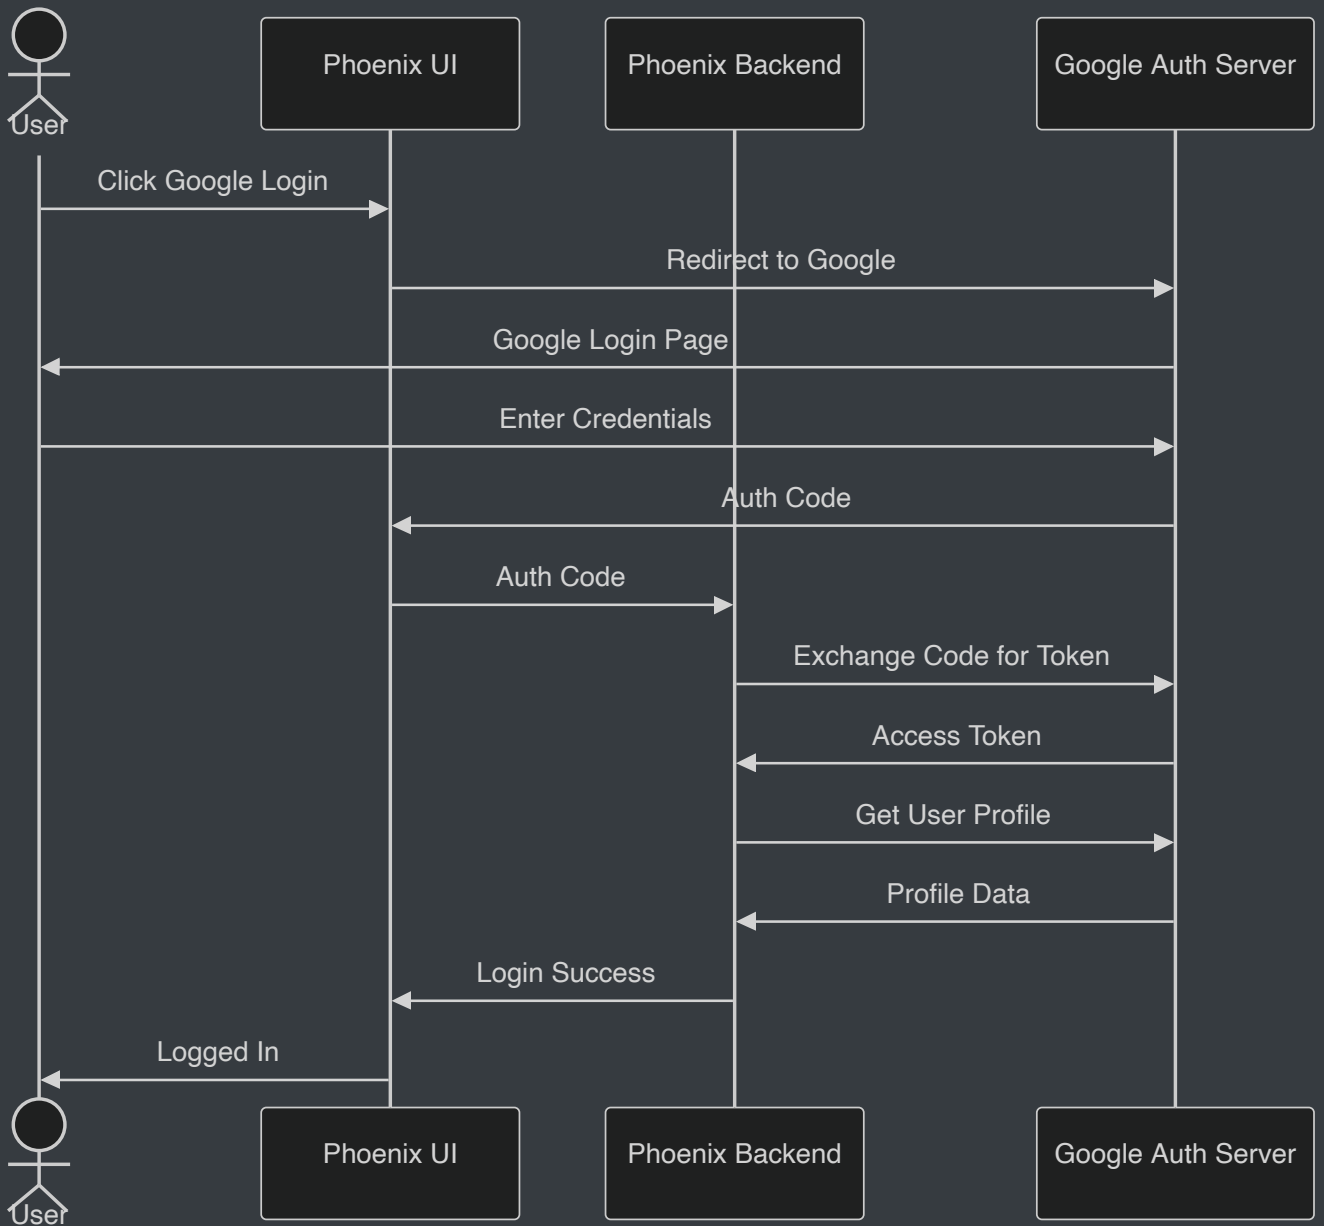 Phoenix UI
Phoenix Backend
Google Auth Server
User
Click Google Login
Redirect to Google
Google Login Page
Enter Credentials
Auth Code
Auth Code
Exchange Code for Token
Access Token
Get User Profile
Profile Data
Login Success
Logged In
Phoenix UI
Phoenix Backend
Google Auth Server
User